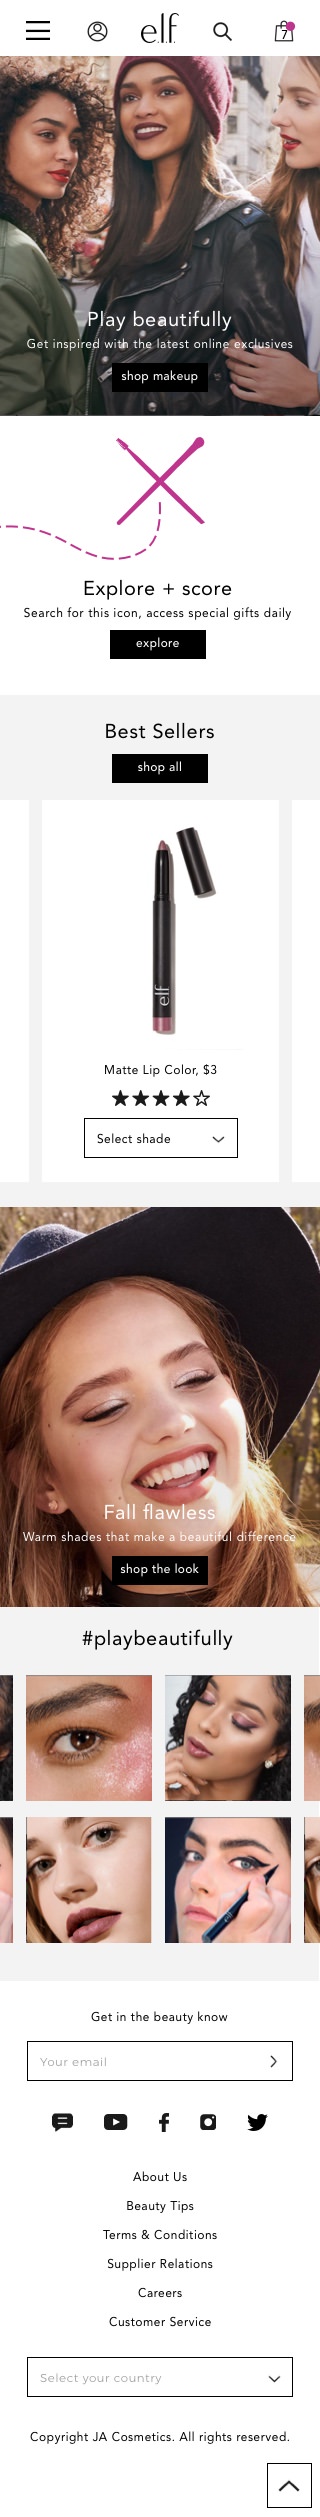 elf
7
Play beautifully
Get inspired with the latest online exclusives
shop makeup
Explore + score
Search for this icon, access special gifts daily
explore
Best Sellers
shop all
elf
Matte Lip Color, $3
Select shade
Fall flawless
Warm shades that make a beautiful difference
shop the look
#playbeautifully
Get in the beauty know
Your email
About Us
Beauty Tips
Terms & Conditions
Supplier Relations
Careers
Customer Service
Select your country
Copyright JA Cosmetics. All rights reserved.